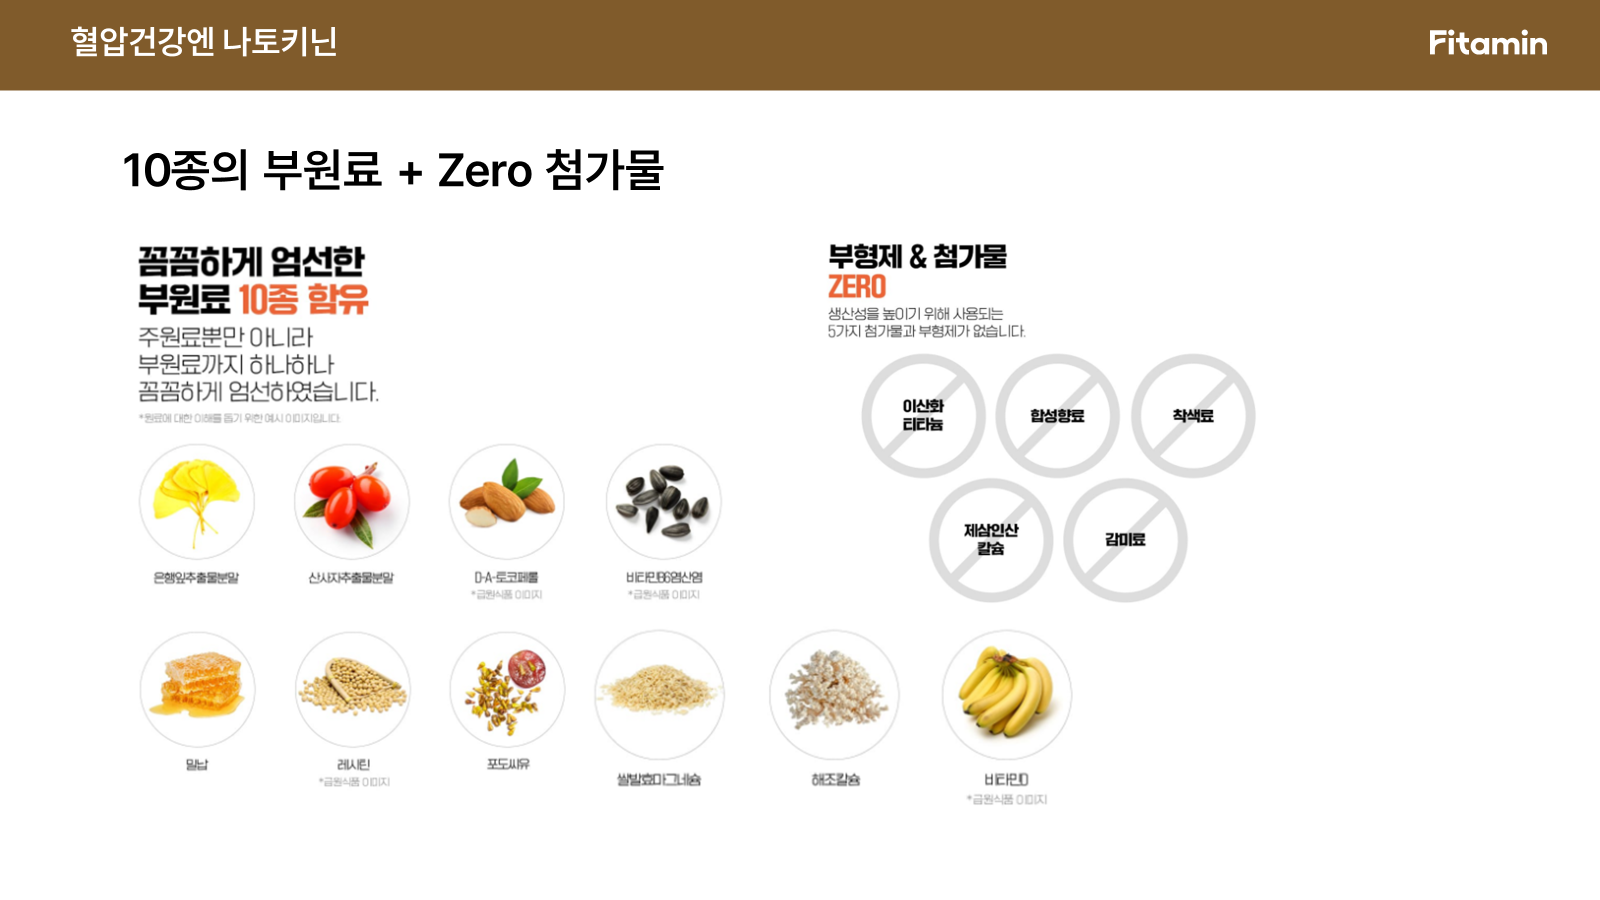 혈압건강엔 나토키닌
Fitamin
10종의 부원료 + Zero 첨가물
꼼꼼하게 엄선한
부원료 10종 함유
주원료뿐만 아니라
부원료까지 하나하나
꼼꼼하게 엄선하였습니다.
*원료에 대한 이해를 돕기 위한 예시 이미지입니다.
부형제 & 첨가물
ZERO
생산성을 높이기 위해 사용되는
5가지 첨가물과 부형제가 없습니다.
이산화
티타늄
합성향료
착색료
제삼인산
칼슘
감미료
은행잎추출물분말
산사자추출물분말
D-A-토코페롤
*급원식품 이미지
비타민B6염산염
*급원식품 이미지
밀납
레시틴
*급원식품 이미지
포도씨유
쌀발효마그네슘
해조칼슘
비타민D
*급원식품 이미지